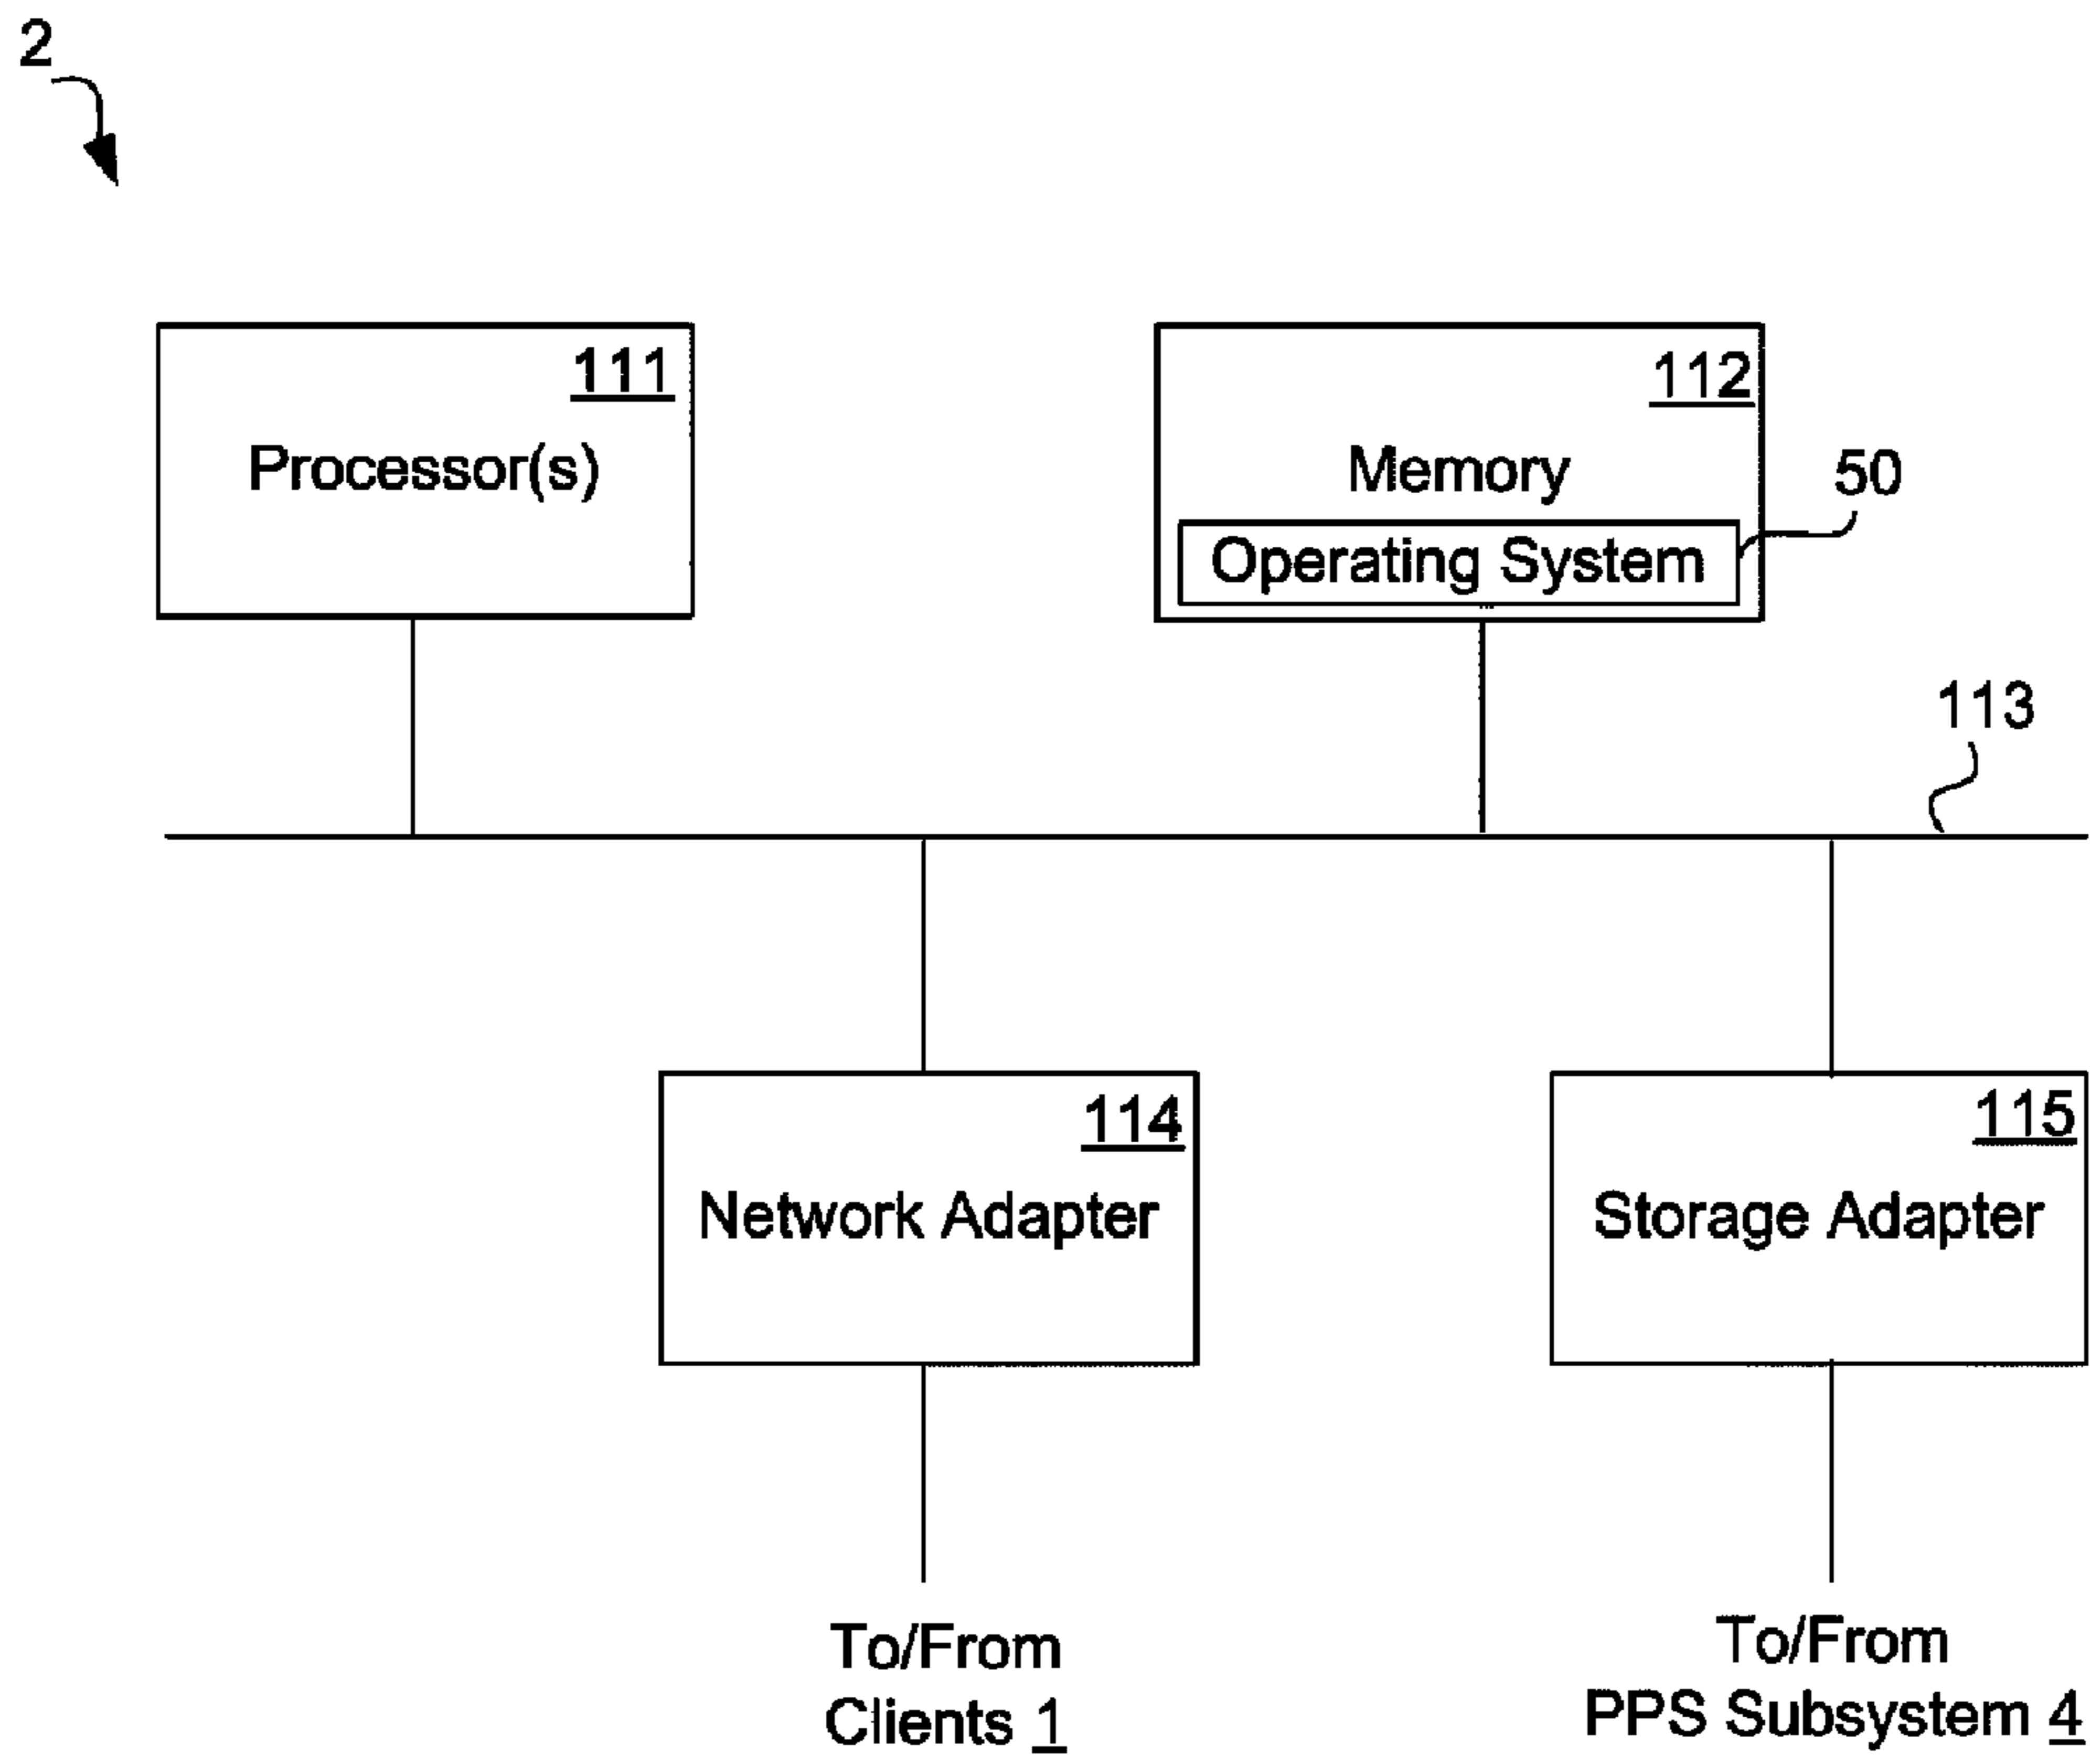 2
111
Processor(s)
112
Memory
50
Operating System
113
114
Network Adapter
115
Storage Adapter
To/From
Clients 1
To/From
PPS Subsystem 4